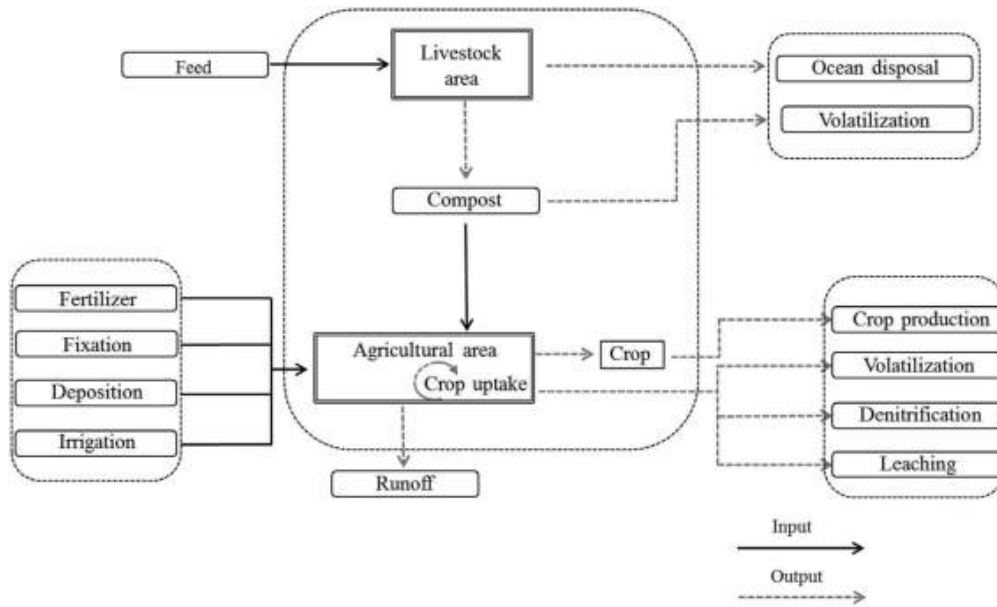 Feed
Livestock
area
Ocean disposal
Volatilization
Compost
Fertilizer
Fixation
Deposition
Irrigation
Agricultural area
Crop uptake
Crop
Crop production
Volatilization
Denitrification
Leaching
Runoff
Input
Output